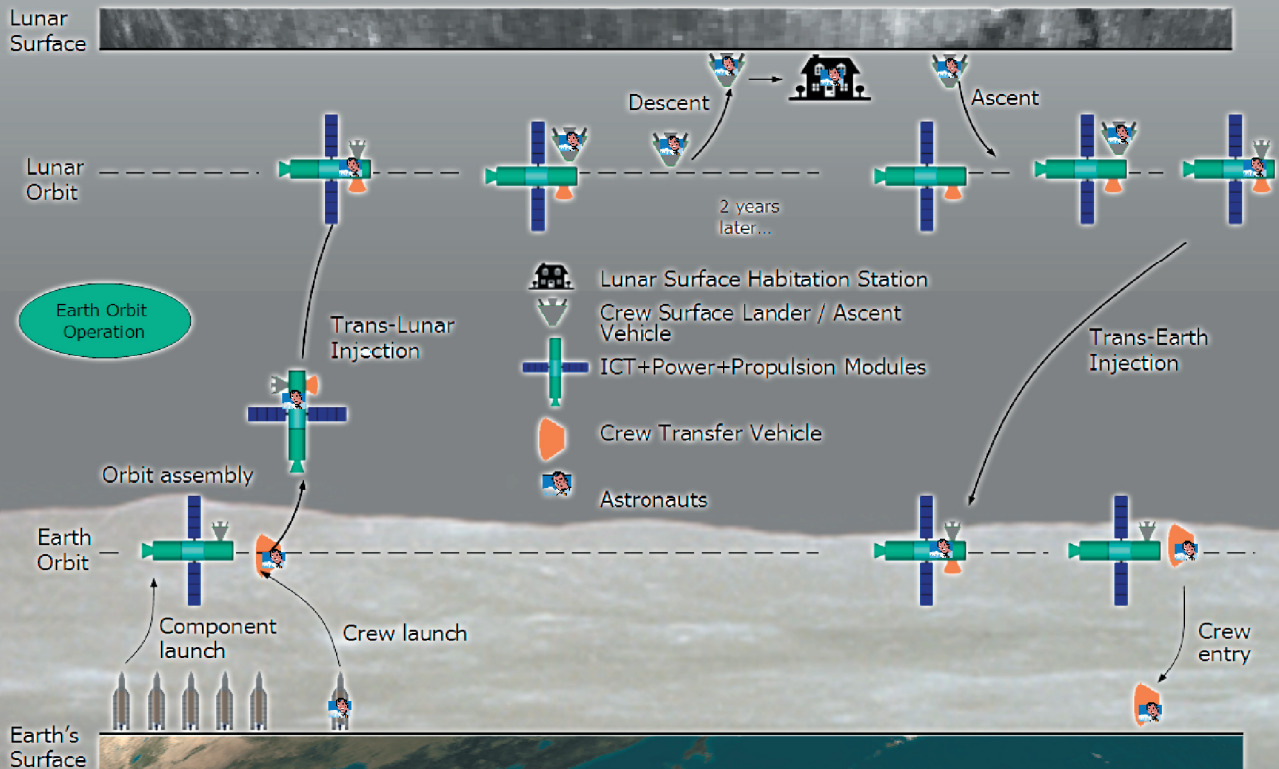 Lunar
Surface
Descent
Ascent
Lunar
Orbit
2 years
later...
Lunar Surface Habitation Station
Earth Orbit
Operation
Crew Surface Lander / Ascent
Vehicle
Trans-Lunar
Injection
Trans-Earth
Injection
ICT+Power+Propulsion Modules
Crew Transfer Vehicle
Orbit assembly
Astronauts
Earth
Orbit
Component
launch
Crew launch
Crew
entry
Earth's
Surface